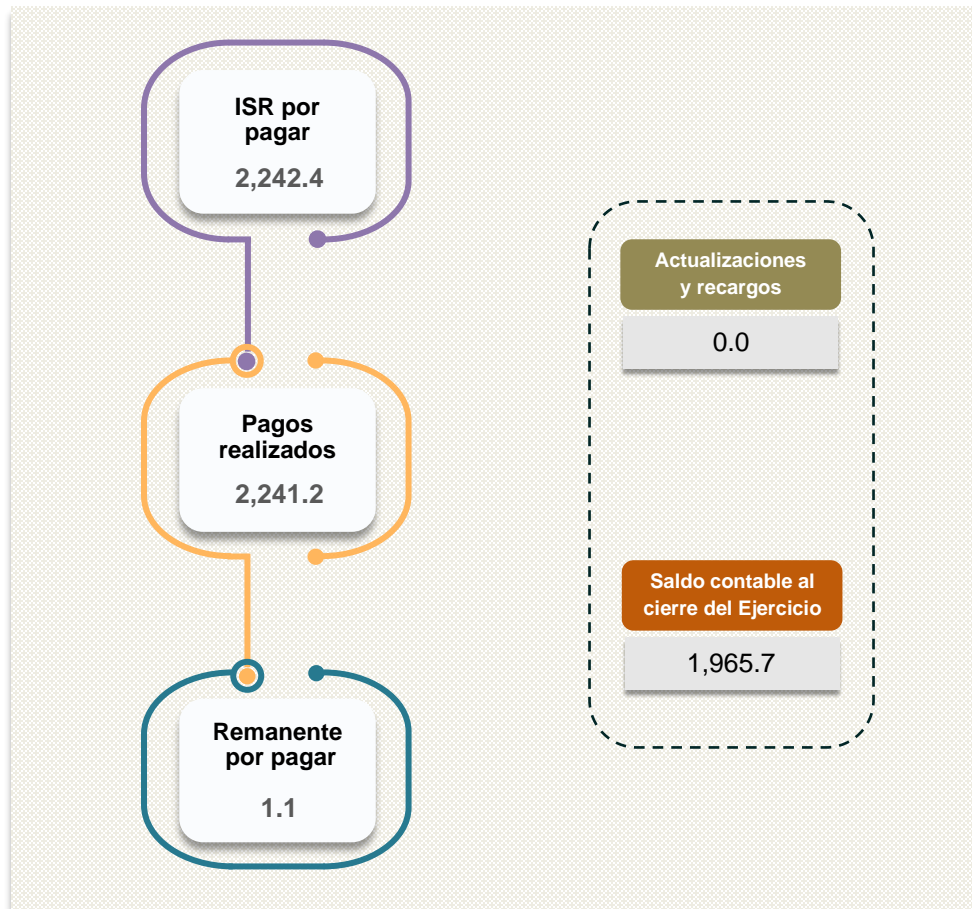 ISR por
pagar
2,242.4
Pagos
realizados
2,241.2
Remanente
por pagar
1.1
Actualizaciones
y recargos
0.0
Saldo contable al
cierre del Ejercicio
1,965.7